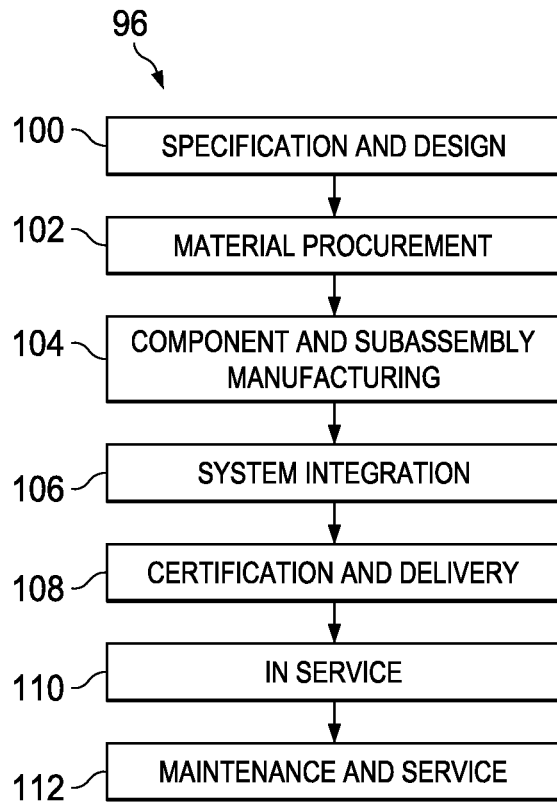 96
100
SPECIFICATION AND DESIGN
102
MATERIAL PROCUREMENT
104
COMPONENT AND SUBASSEMBLY
MANUFACTURING
106
SYSTEM INTEGRATION
108
CERTIFICATION AND DELIVERY
110
IN SERVICE
112
MAINTENANCE AND SERVICE